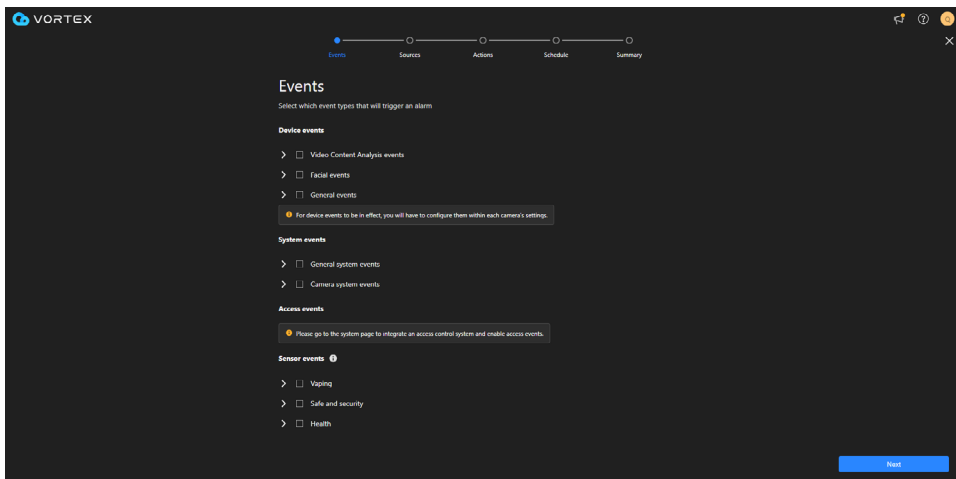 VORTEX
Q
Events
Sources
Actions
Schedule
Summary
Events
Select which event types that will trigger an alarm
Device events
Video Content Analysis events
Facial events
General events
For device events to be in effect, you will have to configure them within each camera's settings.
System events
General system events
Camera system events
Access events
Please go to the system page to integrate an access control system and enable access events.
Sensor events
Vaping
Safe and security
Health
Next